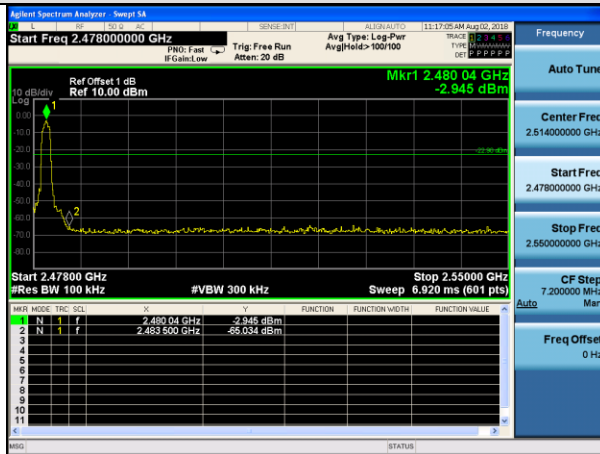 Agilent Spectrum Analyzer - Swept SA
L RF 50 Ω AC SENSE:INT ALIGNAUTO 11:17:05 AM Aug 02, 2018
Start Freq 2.478000000 GHz
PNO: Fast
IFGain:Low
Trig: Free Run
Atten: 20 dB
Avg Type: Log-Pwr
Avg|Hold:>100/100
TRACE 1 2 3 4 5 6
TYPE M
DET P P P P P P
Ref Offset 1 dB
Ref 10.00 dBm
10 dB/div
Log
Mkr1 2.480 04 GHz
-2.945 dBm
1
0.00
-10.0
-20.0
-22.90 dBm
-30.0
-40.0
-50.0
2
-60.0
-70.0
-80.0
Start 2.47800 GHz Stop 2.55000 GHz
#Res BW 100 kHz #VBW 300 kHz Sweep 6.920 ms (601 pts)
MKR MODE TRC SCL X Y FUNCTION FUNCTION WIDTH FUNCTION VALUE
1 N 1 f 2.480 04 GHz -2.945 dBm
2 N 1 f 2.483 500 GHz -65.034 dBm
3
4
5
6
7
8
9
10
11
MSG STATUS
Frequency
Auto Tune
Center Freq
2.514000000 GHz
Start Freq
2.478000000 GHz
Stop Freq
2.550000000 GHz
CF Step
7.200000 MHz
Auto Man
Freq Offset
0 Hz